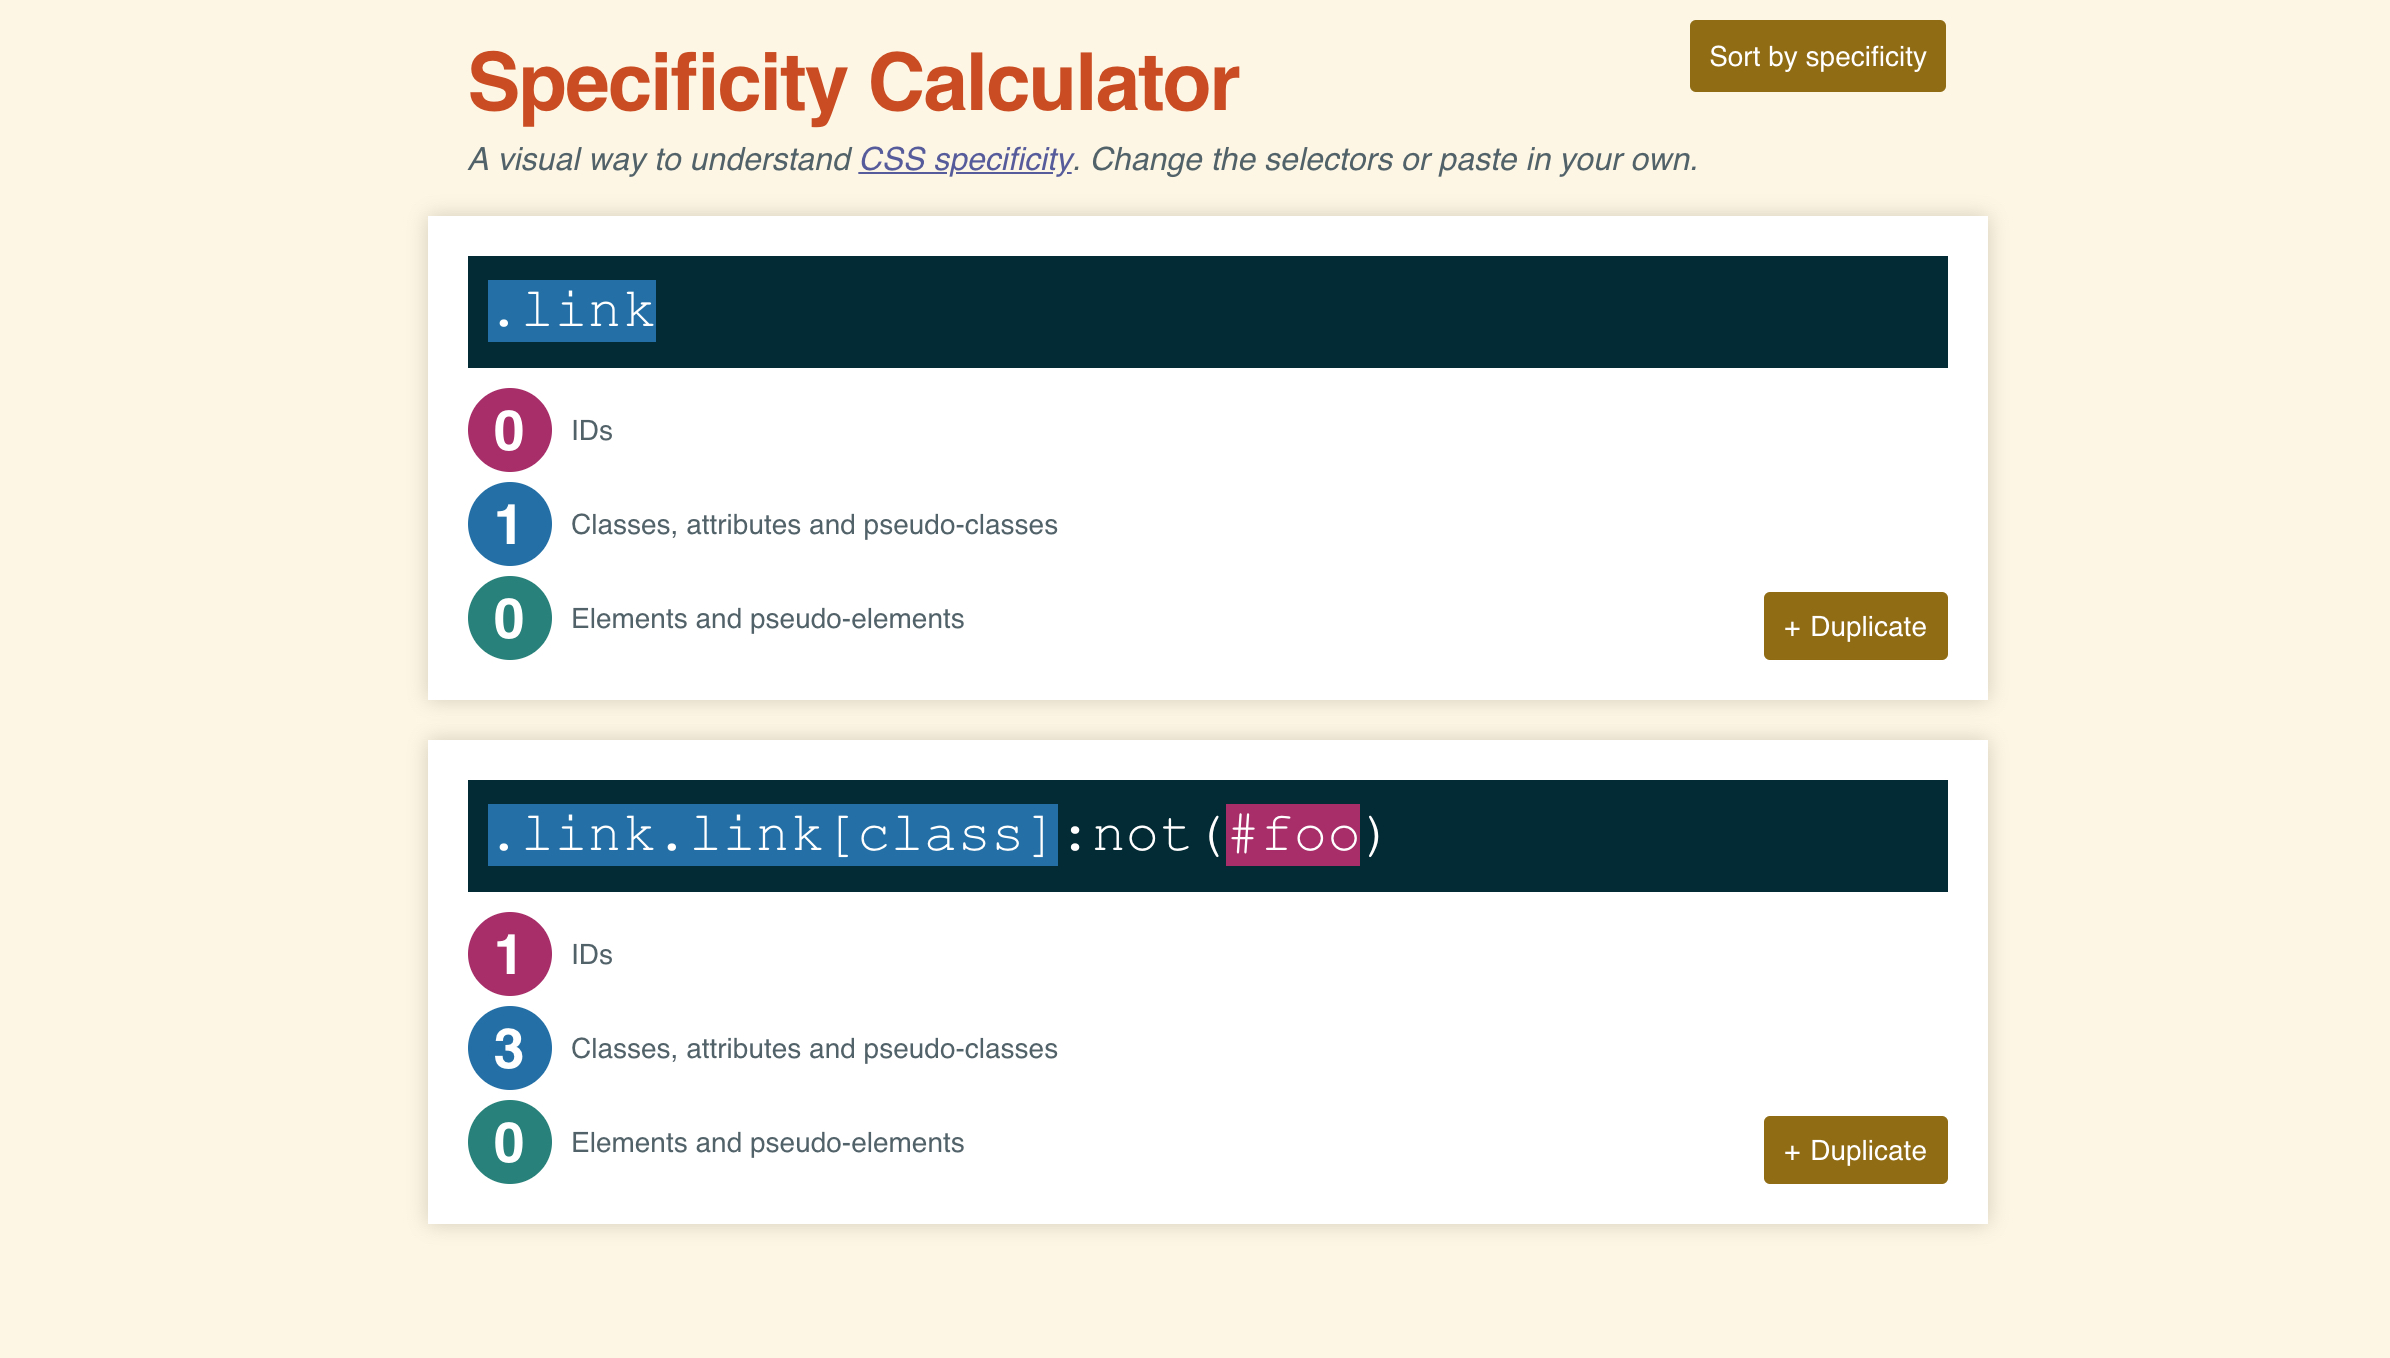 Specificity Calculator
Sort by specificity
A visual way to understand CSS specificity. Change the selectors or paste in your own.
.link
0 IDs
1 Classes, attributes and pseudo-classes
0 Elements and pseudo-elements
+ Duplicate
.link.link[class]:not(#foo)
1 IDs
3 Classes, attributes and pseudo-classes
0 Elements and pseudo-elements
+ Duplicate